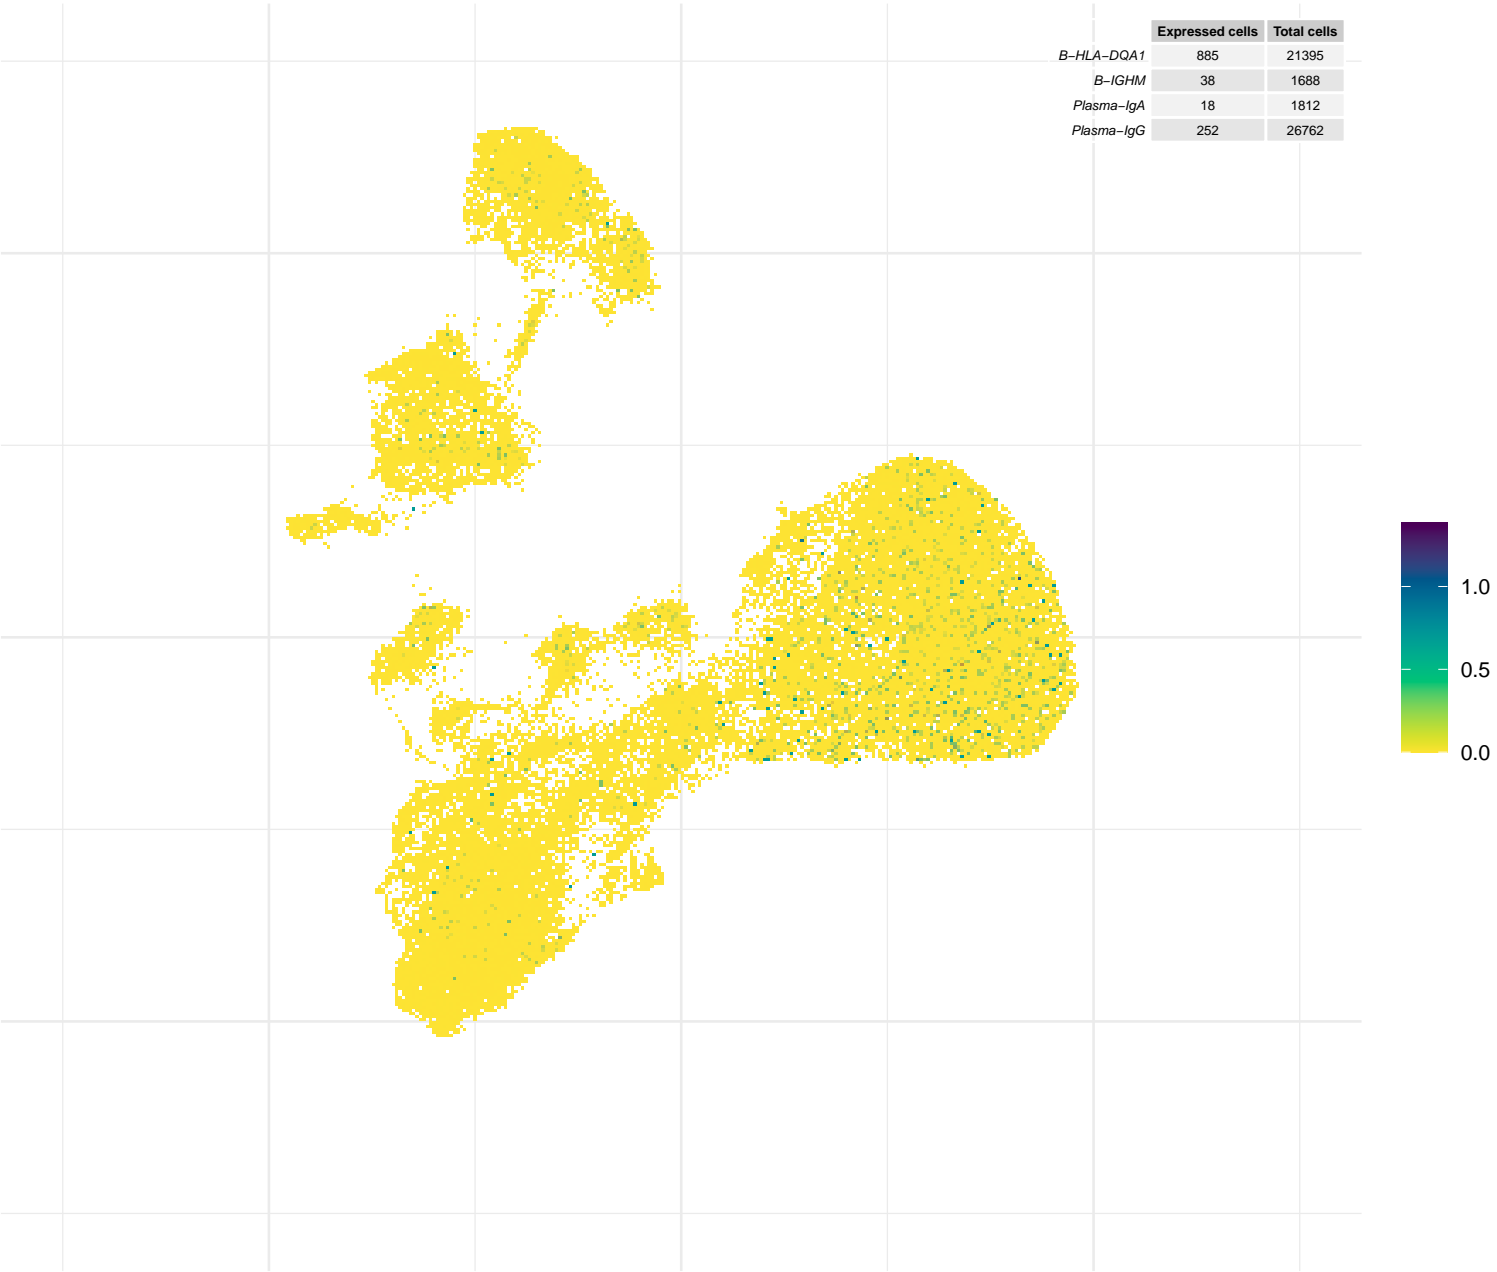 Expressed cells Total cells
B−HLA−DQA1 885 21395
B−IGHM 38 1688
Plasma−IgA 18 1812
Plasma−IgG 252 26762
1.0
0.5
0.0